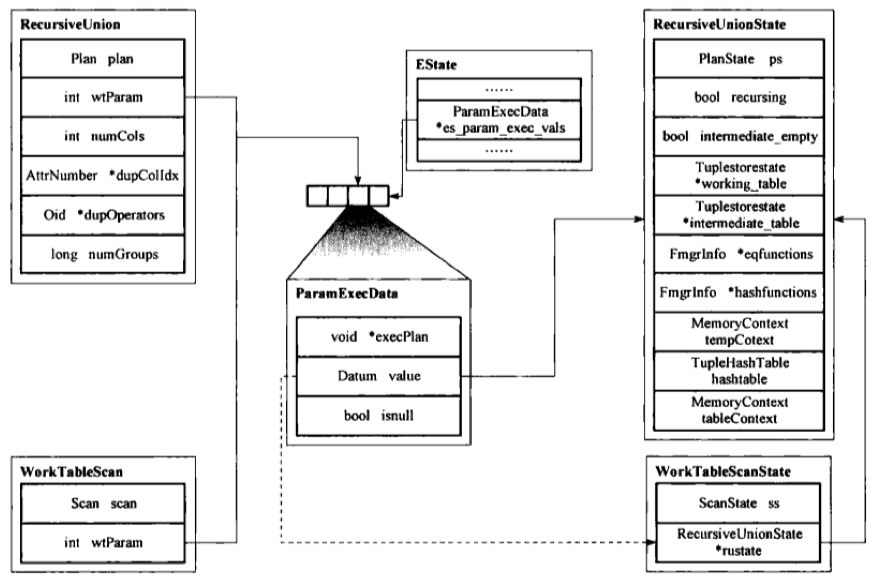 RecursiveUnion
Plan plan
int wtParam
int numCols
AttrNumber *dupColIdx
Oid *dupOperators
long numGroups
EState
......
ParamExecData
*es_param_exec_vals
......
ParamExecData
void *execPlan
Datum value
bool isnull
RecursiveUnionState
PlanState ps
bool recursing
bool intermediate_empty
Tuplestorestate
*working_table
Tuplestorestate
*intermediate_table
FmgrInfo *eqfunctions
FmgrInfo *hashfunctions
MemoryContext
tempCotext
TupleHashTable
hashtable
MemoryContext
tableContext
WorkTableScan
Scan scan
int wtParam
WorkTableScanState
ScanState ss
RecursiveUnionState
*rustate